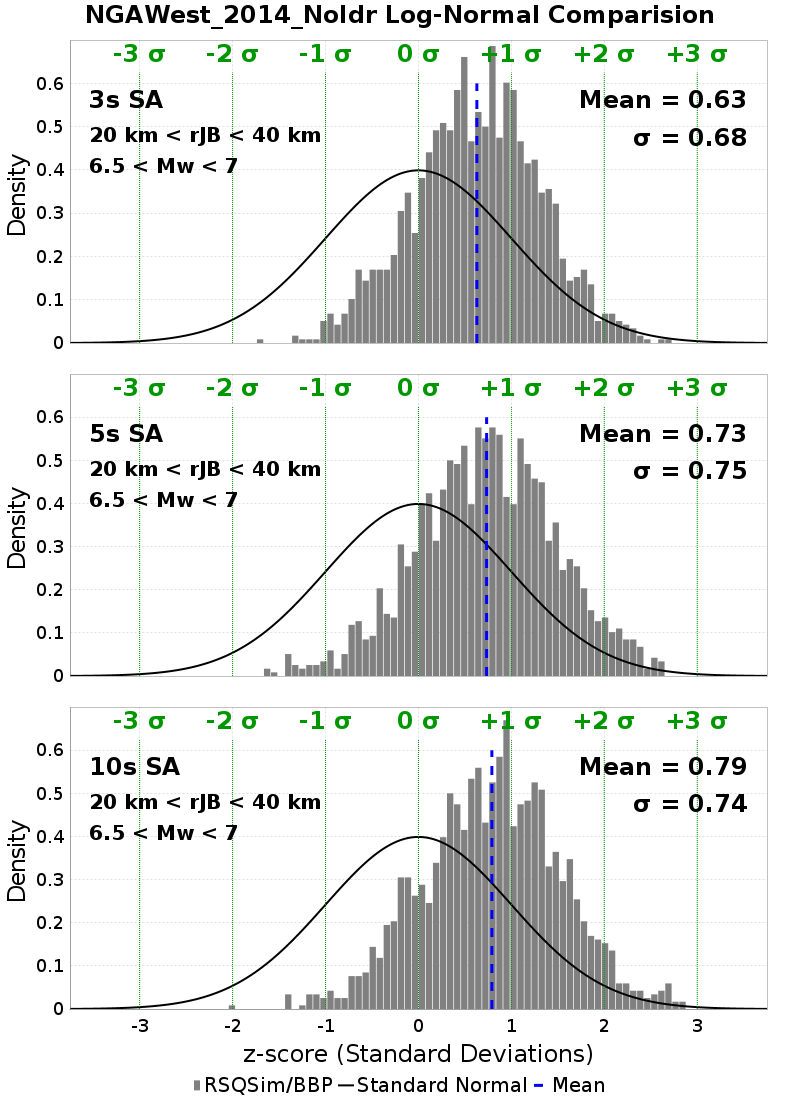 NGAWest_2014_NoIdr Log-Normal Comparision
-3 σ -2 σ -1 σ 0 σ +1 σ +2 σ +3 σ
0.6
3s SA
Mean = 0.63
0.5
20 km < rJB < 40 km
σ = 0.68
0.4
6.5 < Mw < 7
0.3
0.2
0.1
0
Density
-3 σ -2 σ -1 σ 0 σ +1 σ +2 σ +3 σ
0.6
5s SA
Mean = 0.73
0.5
20 km < rJB < 40 km
σ = 0.75
0.4
6.5 < Mw < 7
0.3
0.2
0.1
0
Density
-3 σ -2 σ -1 σ 0 σ +1 σ +2 σ +3 σ
0.6
10s SA
Mean = 0.79
0.5
20 km < rJB < 40 km
σ = 0.74
0.4
6.5 < Mw < 7
0.3
0.2
0.1
0
Density
-3 -2 -1 0 1 2 3
z-score (Standard Deviations)
RSQSim/BBP Standard Normal Mean